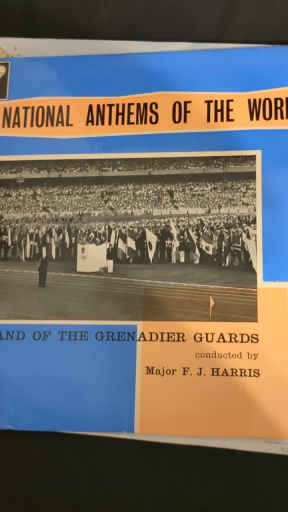 NATIONAL ANTHEMS OF THE WOR
AND OF THE GRENADIER GUARDS
conducted by
Major F. J. HARRIS